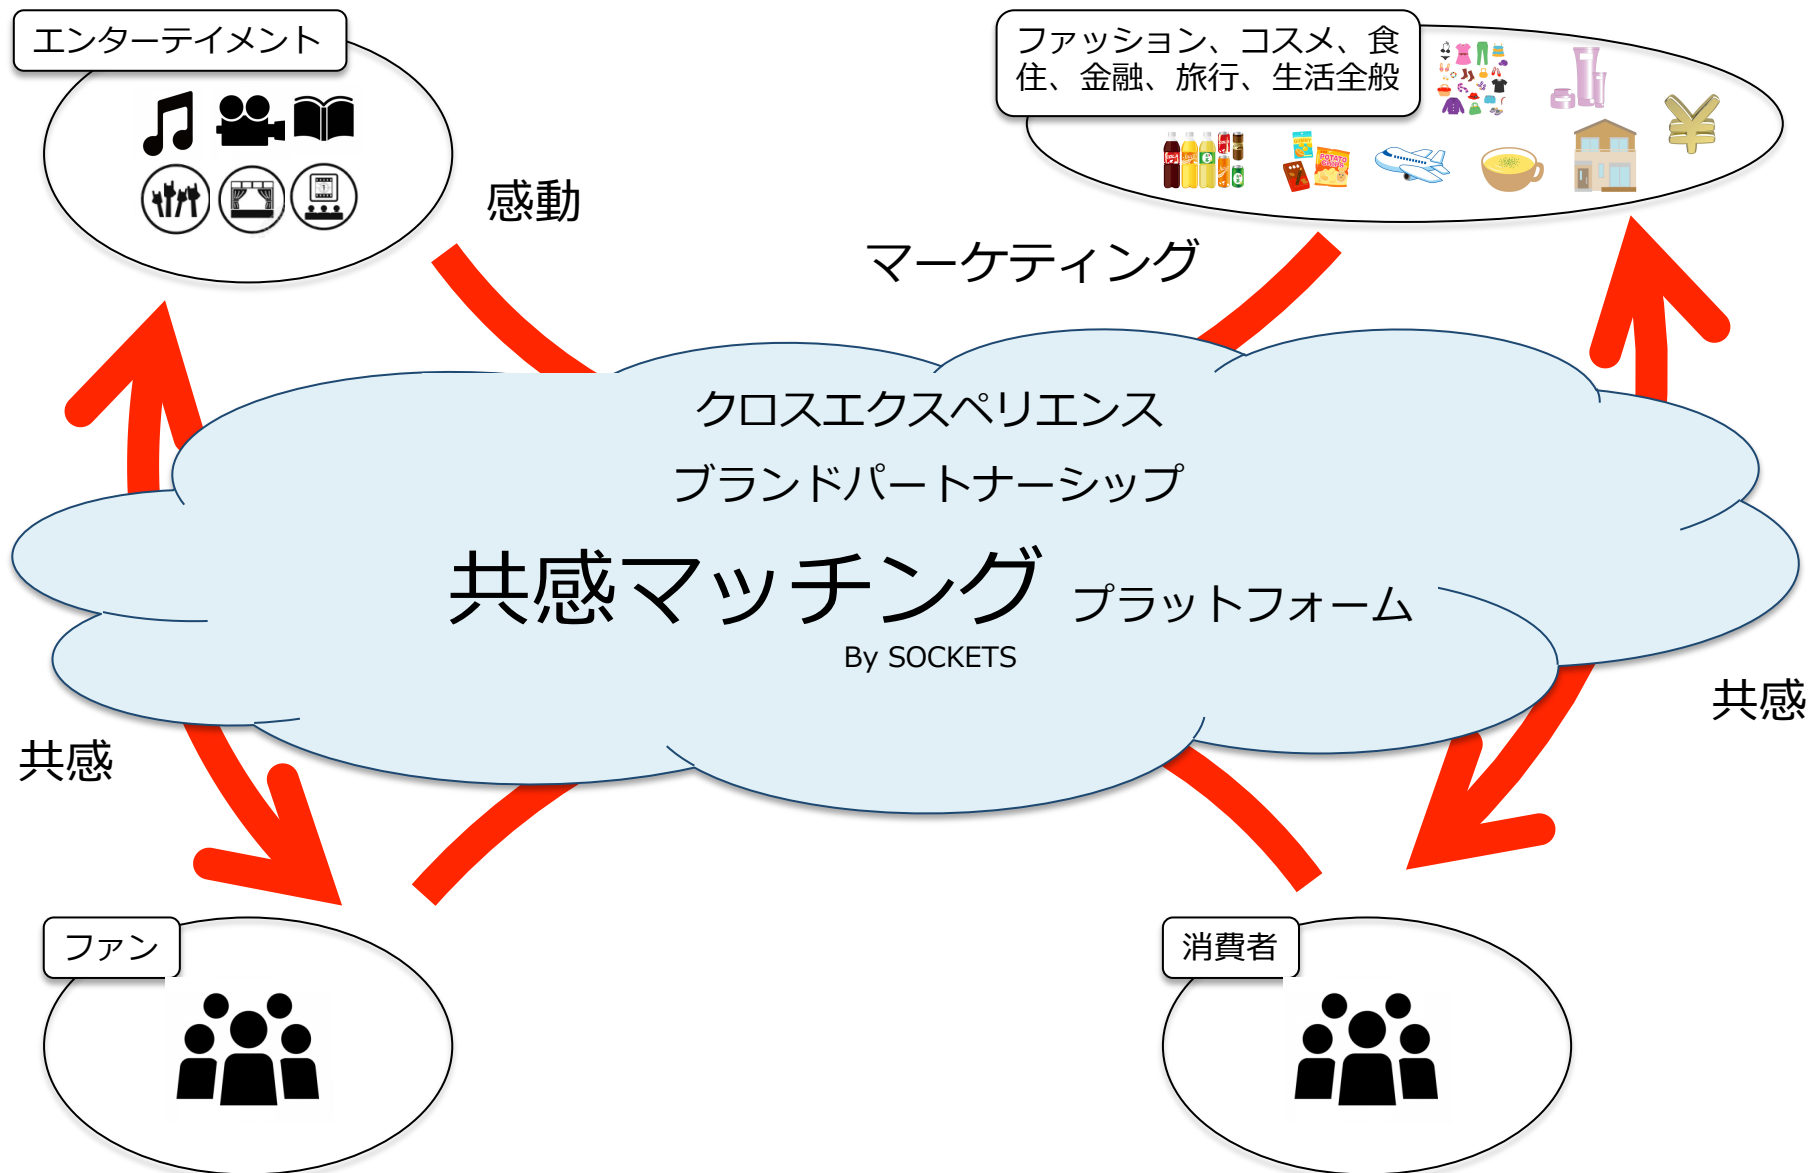 エンターテイメント
ファッション、コスメ、食
住、金融、旅行、生活全般
感動
マーケティング
クロスエクスペリエンス
ブランドパートナーシップ
共感マッチング プラットフォーム
By SOCKETS
共感
共感
ファン
消費者